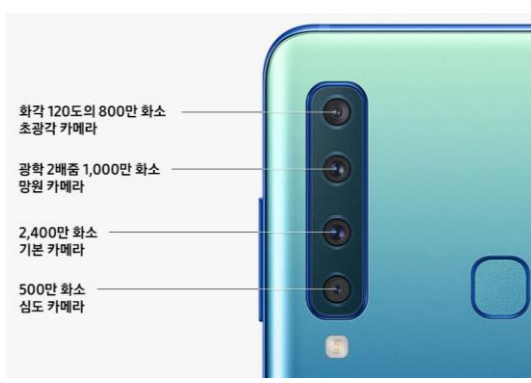 화각 120도의 800만 화소
초광각 카메라
광학 2배줌 1,000만 화소
망원 카메라
2,400만 화소
기본 카메라
500만 화소
심도 카메라